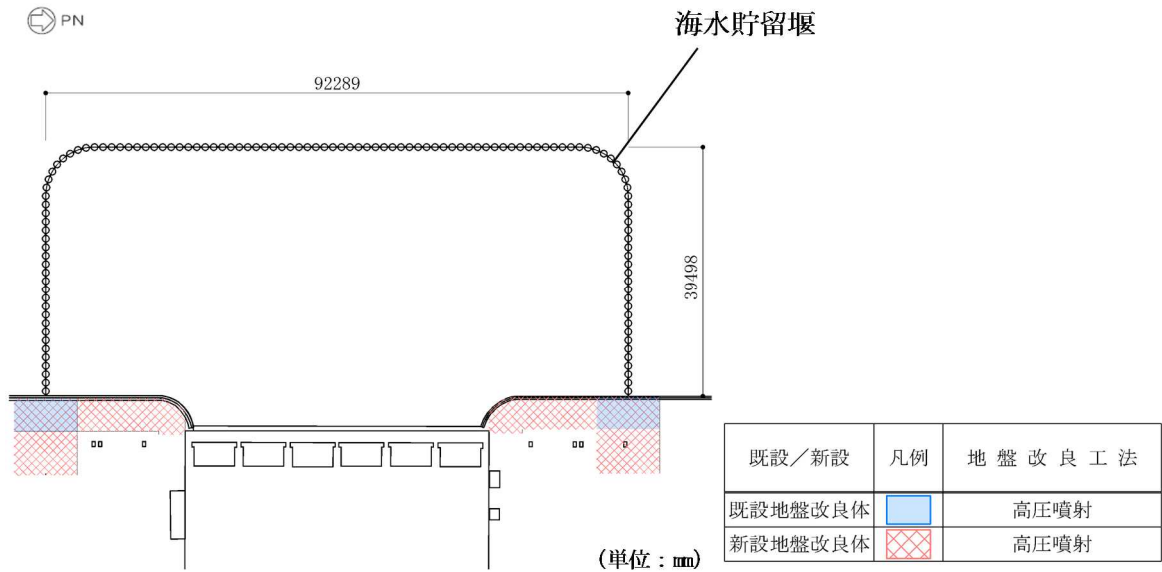 PN
海水貯留堰
92289
39498
既設／新設 凡例 地盤改良工法
既設地盤改良体 高圧噴射
新設地盤改良体 高圧噴射
(単位：㎜)